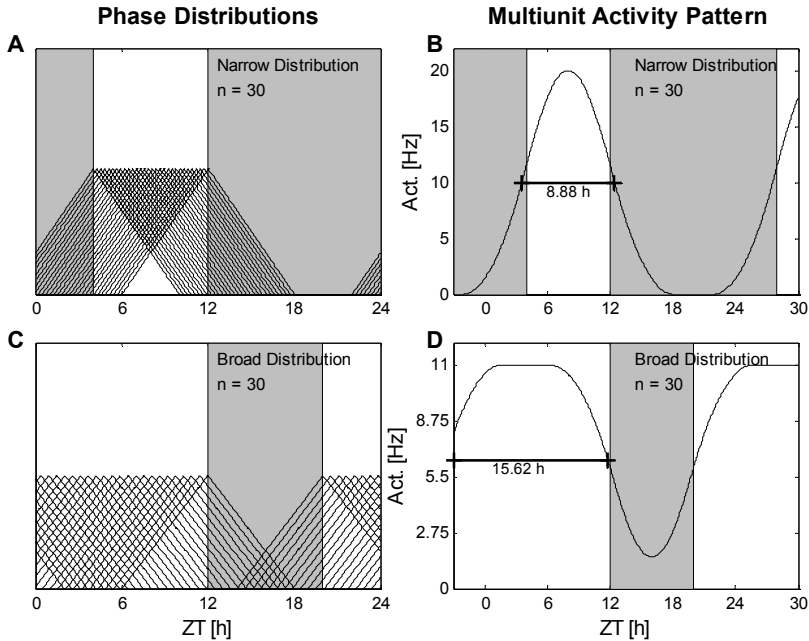 Phase Distributions
Multiunit Activity Pattern
A
Narrow Distribution
n = 30
0
6
12
18
24
B
Narrow Distribution
n = 30
Act. [Hz]
20
15
10
5
0
8.88 h
0
6
12
18
24
30
C
Broad Distribution
n = 30
0
6
12
18
24
ZT [h]
D
Broad Distribution
n = 30
Act. [Hz]
11
8.75
5.5
2.75
0
15.62 h
0
6
12
18
24
30
ZT [h]